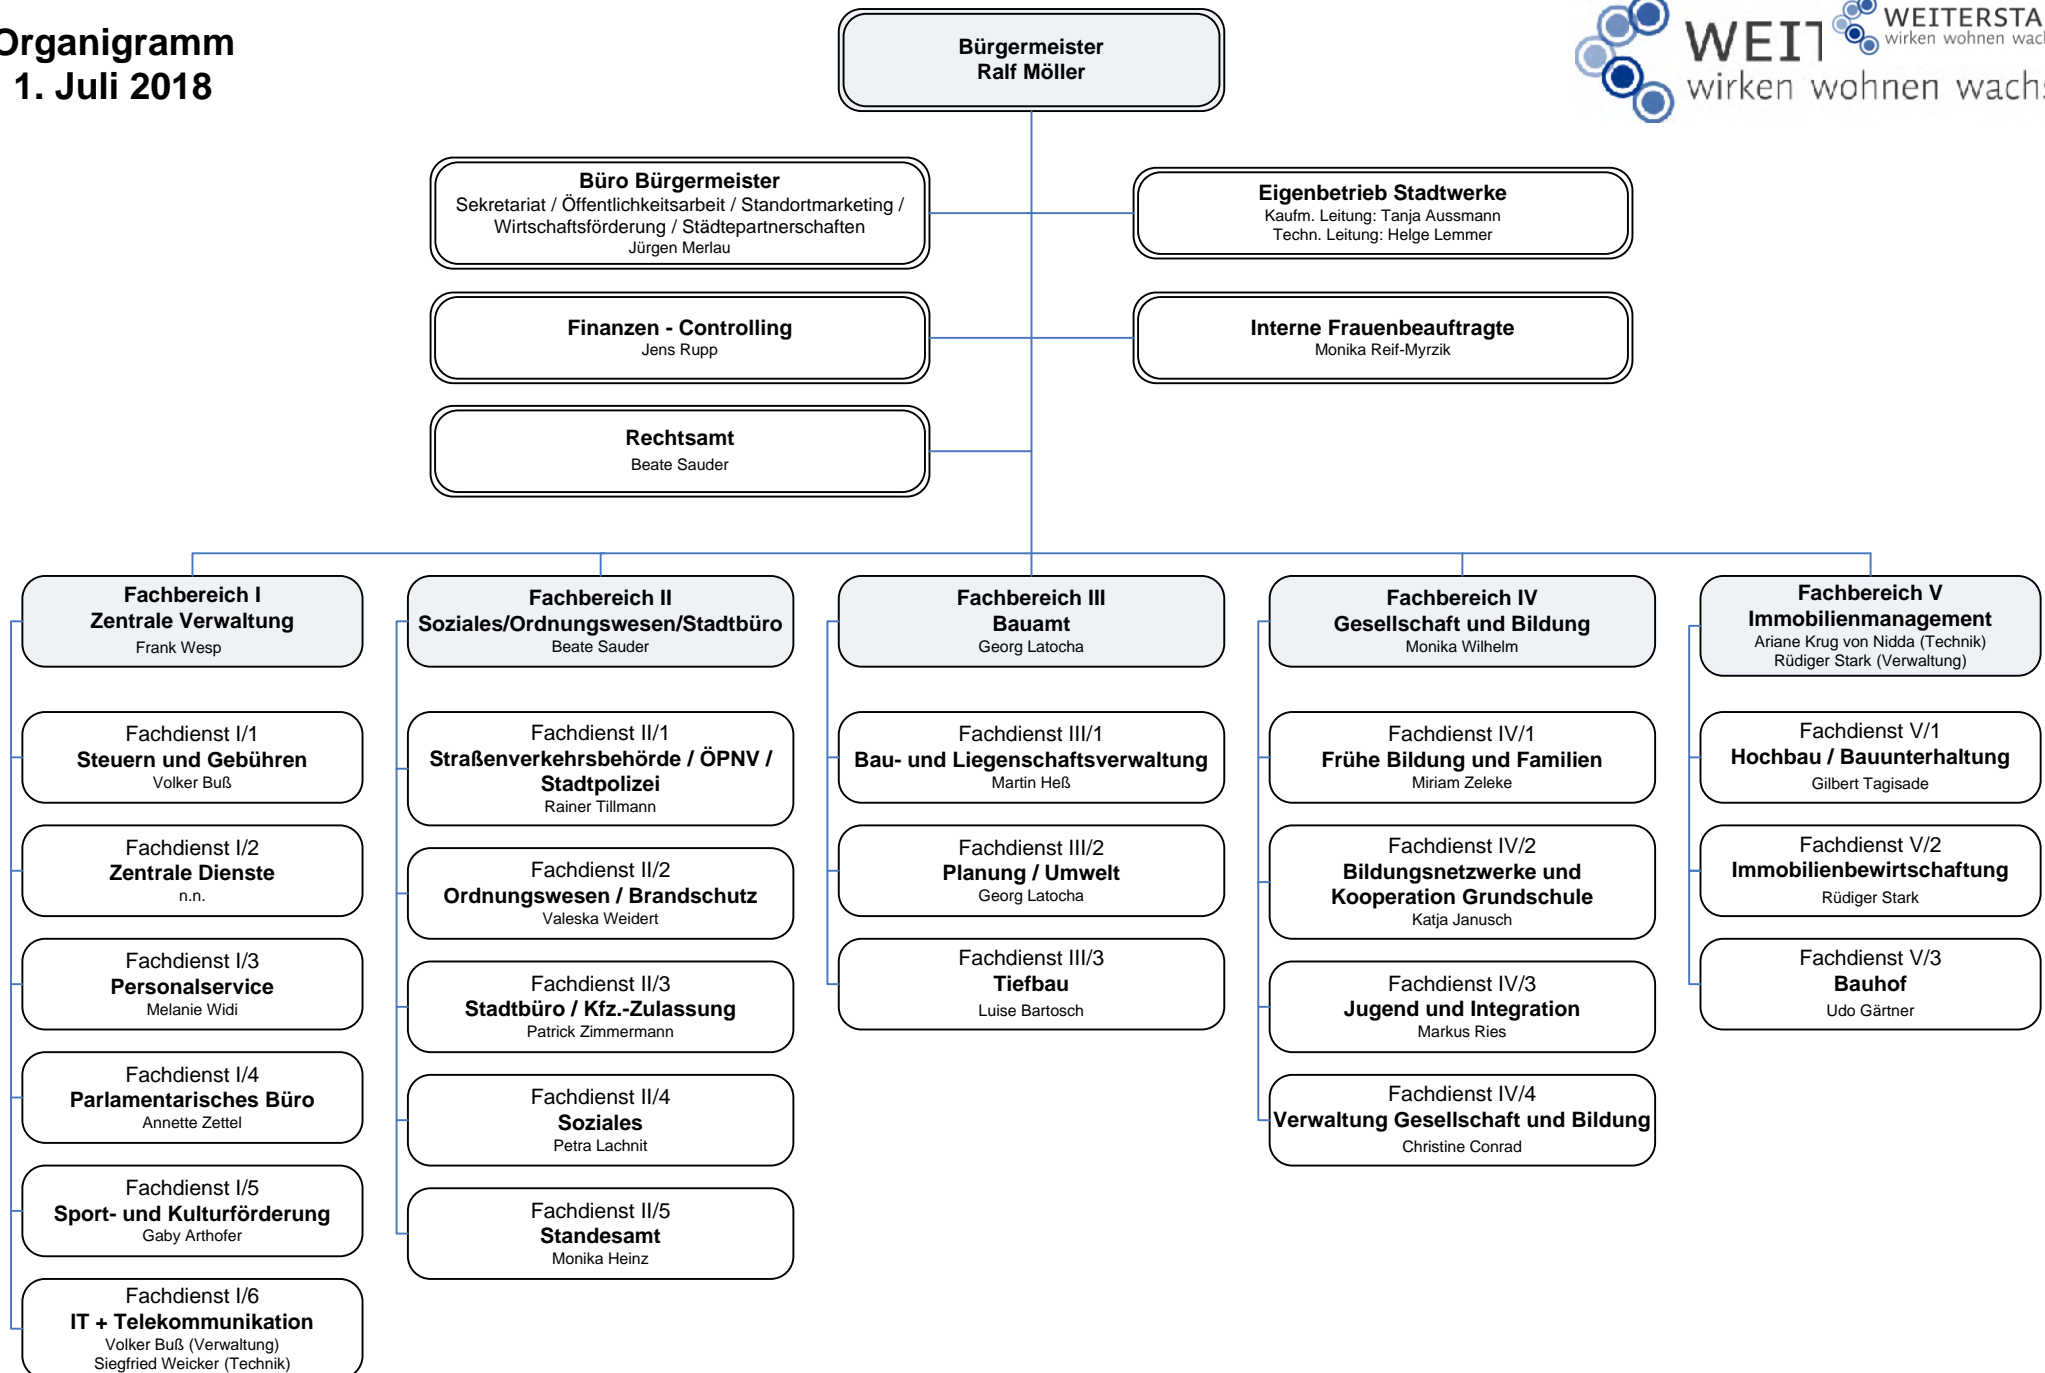 Organigramm
1. Juli 2018
Bürgermeister
Ralf Möller
WEIT
wirken wohnen
WEITERSTA
wirken wohnen
Büro Bürgermeister
Sekretariat / Öffentlichkeitsarbeit / Standortmarketing /
Wirtschaftsförderung / Städtepartnerschaften
Jürgen Merlau
Eigenbetrieb Stadtwerke
Kaufm. Leitung: Tanja Aussmann
Techn. Leitung: Helge Lemmer
Finanzen - Controlling
Jens Rupp
Interne Frauenbeauftragte
Monika Reif-Myrzik
Rechtsamt
Beate Sauder
Fachbereich I
Zentrale Verwaltung
Frank Wesp
Fachdienst I/1
Steuern und Gebühren
Volker Buß
Fachdienst I/2
Zentrale Dienste
n.n.
Fachdienst I/3
Personalservice
Melanie Widi
Fachdienst I/4
Parlamentarisches Büro
Annette Zettel
Fachdienst I/5
Sport- und Kulturförderung
Gaby Arthofer
Fachdienst I/6
IT + Telekommunikation
Volker Buß (Verwaltung)
Siegfried Weicker (Technik)
Fachbereich II
Soziales/Ordnungswesen/Stadtbüro
Beate Sauder
Fachdienst II/1
Straßenverkehrsbehörde / ÖPNV /
Stadtpolizei
Rainer Tillmann
Fachdienst II/2
Ordnungswesen / Brandschutz
Valeska Weidert
Fachdienst II/3
Stadtbüro / Kfz.-Zulassung
Patrick Zimmermann
Fachdienst II/4
Soziales
Petra Lachnit
Fachdienst II/5
Standesamt
Monika Heinz
Fachbereich III
Bauamt
Georg Latocha
Fachdienst III/1
Bau- und Liegenschaftsverwaltung
Martin Heß
Fachdienst III/2
Planung / Umwelt
Georg Latocha
Fachdienst III/3
Tiefbau
Luise Bartosch
Fachbereich IV
Gesellschaft und Bildung
Monika Wilhelm
Fachdienst IV/1
Frühe Bildung und Familien
Miriam Zeleke
Fachdienst IV/2
Bildungsnetzwerke und
Kooperation Grundschule
Katja Janusch
Fachdienst IV/3
Jugend und Integration
Markus Ries
Fachdienst IV/4
Verwaltung Gesellschaft und Bildung
Christine Conrad
Fachbereich V
Immobilienmanagement
Ariane Krug von Nidda (Technik)
Rüdiger Stark (Verwaltung)
Fachdienst V/1
Hochbau / Bauunterhaltung
Gilbert Tagisade
Fachdienst V/2
Immobilienbewirtschaftung
Rüdiger Stark
Fachdienst V/3
Bauhof
Udo Gärtner